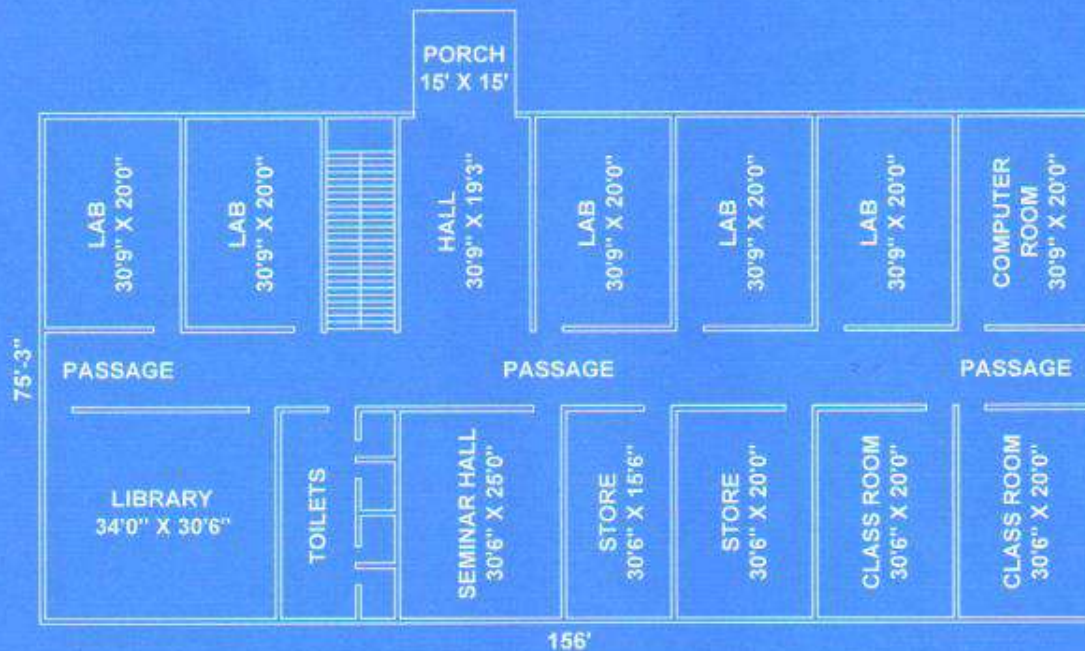 PORCH
15' X 15'
LAB
30'9" X 20'0"
LAB
30'9" X 20'0"
HALL
30'9" X 19'3"
LAB
30'9" X 20'0"
LAB
30'9" X 20'0"
LAB
30'9" X 20'0"
COMPUTER
ROOM
30'9" X 20'0"
75'-3"
PASSAGE
PASSAGE
PASSAGE
LIBRARY
34'0" X 30'6"
TOILETS
SEMINAR HALL
30'6" X 25'0"
STORE
30'6" X 15'6"
STORE
30'6" X 20'0"
CLASS ROOM
30'6" X 20'0"
CLASS ROOM
30'6" X 20'0"
156'